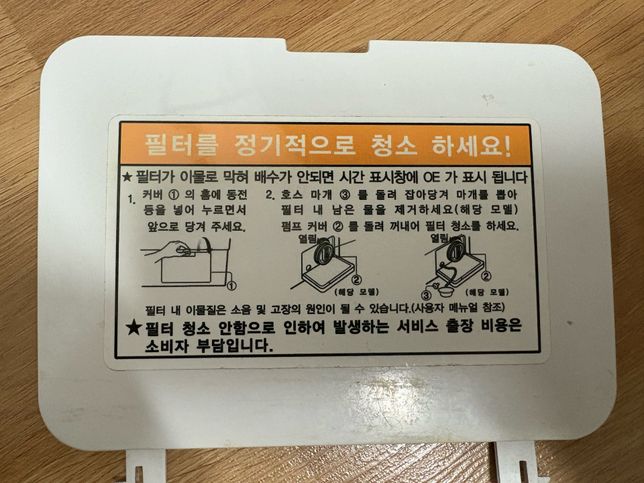 필터를 정기적으로 청소 하세요!
★ 필터가 이물로 막혀 배수가 안되면 시간 표시창에 OE 가 표시 됩니다
1. 커버 ① 의 홈에 동전
등을 넣어 누르면서
앞으로 당겨 주세요.
2. 호스 마개 ③ 를 돌려 잡아당겨 마개를 뽑아
필터 내 남은 물을 제거하세요(해당 모델)
펌프 커버 ② 를 돌려 꺼내어 필터 청소를 하세요.
①
열림
②
(해당 모델)
열림
②
③
(해당 모델)
필터 내 이물질은 소음 및 고장의 원인이 될 수 있습니다.(사용자 메뉴얼 참조)
★ 필터 청소 안함으로 인하여 발생하는 서비스 출장 비용은
소비자 부담입니다.